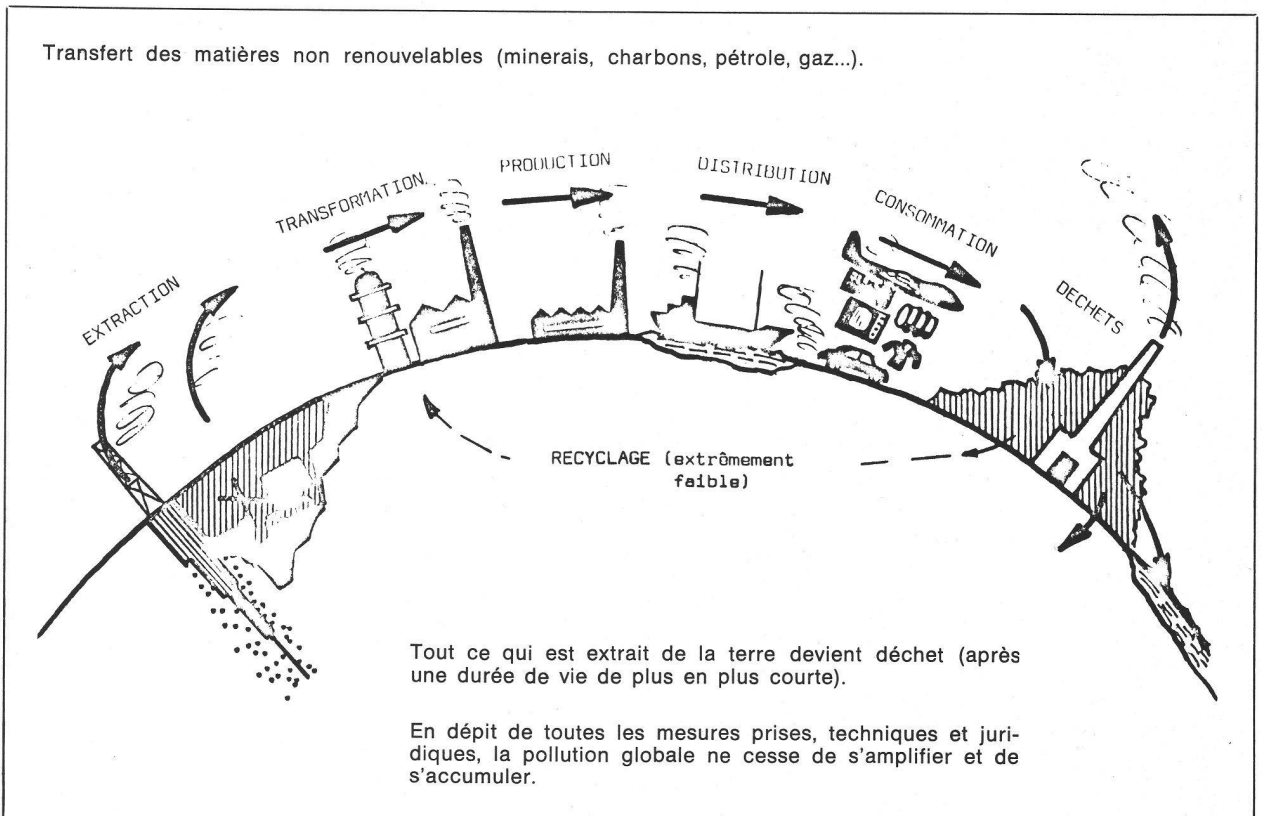 Transfert des matières non renouvelables (minerais, charbons, pétrole, gaz...).
EXTRACTION
TRANSFORMATION
PRODUCTION
DISTRIBUTION
CONSOMMATION
DECHETS
RECYCLAGE (extrômement
faible)
Tout ce qui est extrait de la terre devient déchet (après
une durée de vie de plus en plus courte).
En dépit de toutes les mesures prises, techniques et juri-
diques, la pollution globale ne cesse de s'amplifier et de
s'accumuler.